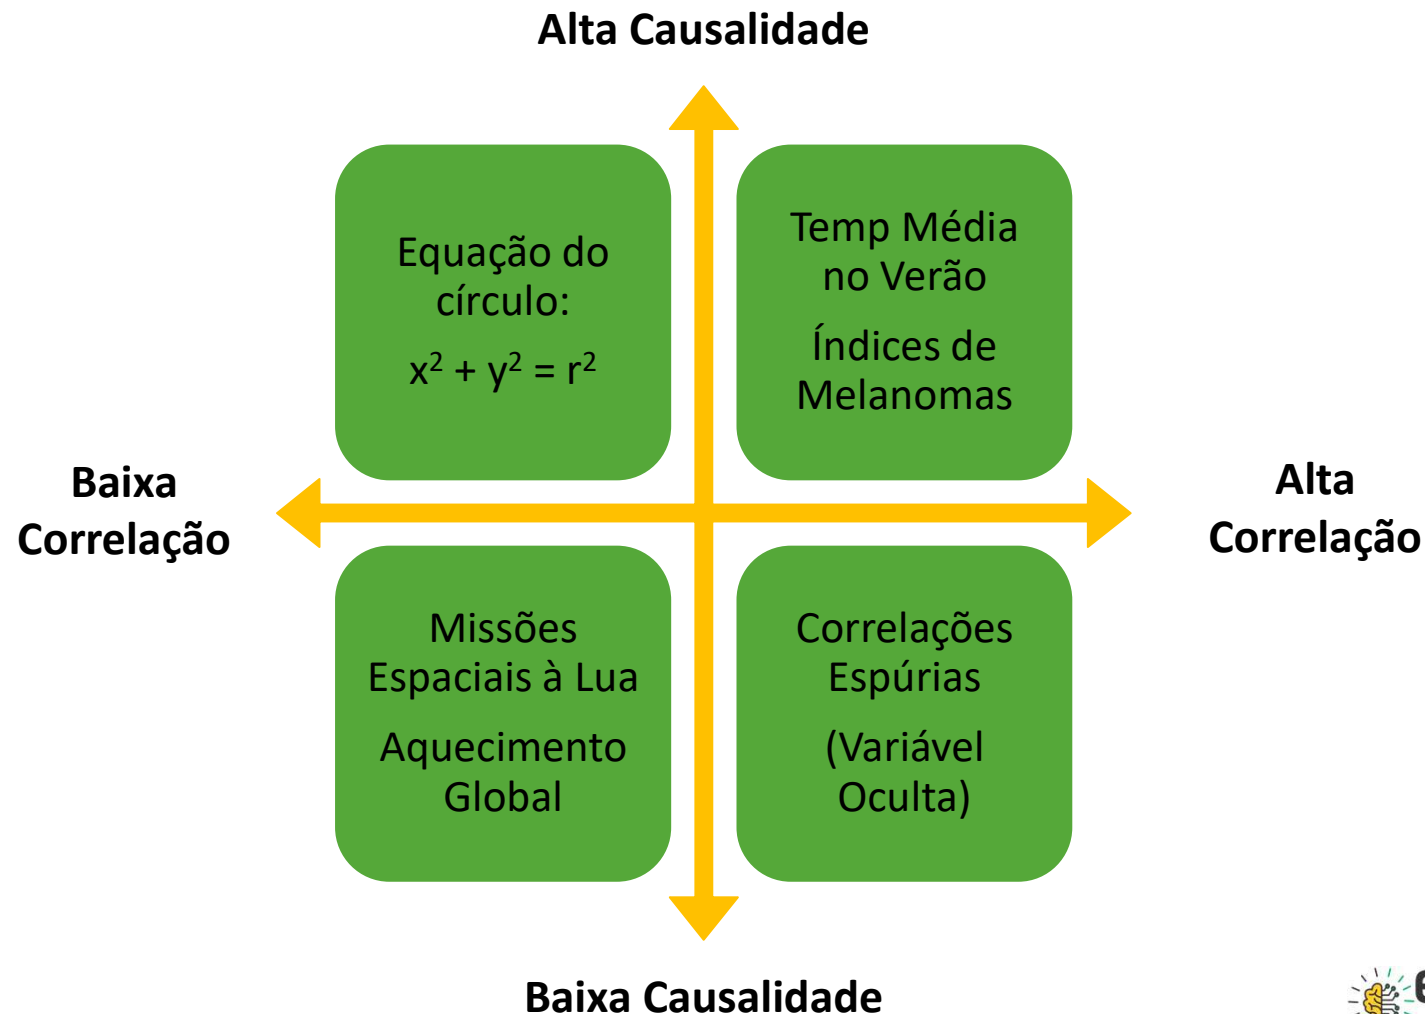 Alta Causalidade
Equação do
círculo:
x² + y² = r²
Temp Média
no Verão
Índices de
Melanomas
Baixa
Correlação
Alta
Correlação
Missões
Espaciais à Lua
Aquecimento
Global
Correlações
Espúrias
(Variável
Oculta)
Baixa Causalidade